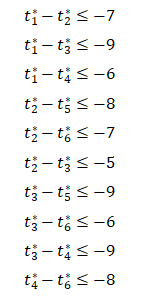 t₁* − t₂* ≤ −7
t₁* − t₃* ≤ −9
t₁* − t₄* ≤ −6
t₂* − t₅* ≤ −8
t₂* − t₆* ≤ −7
t₂* − t₃* ≤ −5
t₃* − t₅* ≤ −9
t₃* − t₆* ≤ −6
t₃* − t₄* ≤ −9
t₄* − t₆* ≤ −8